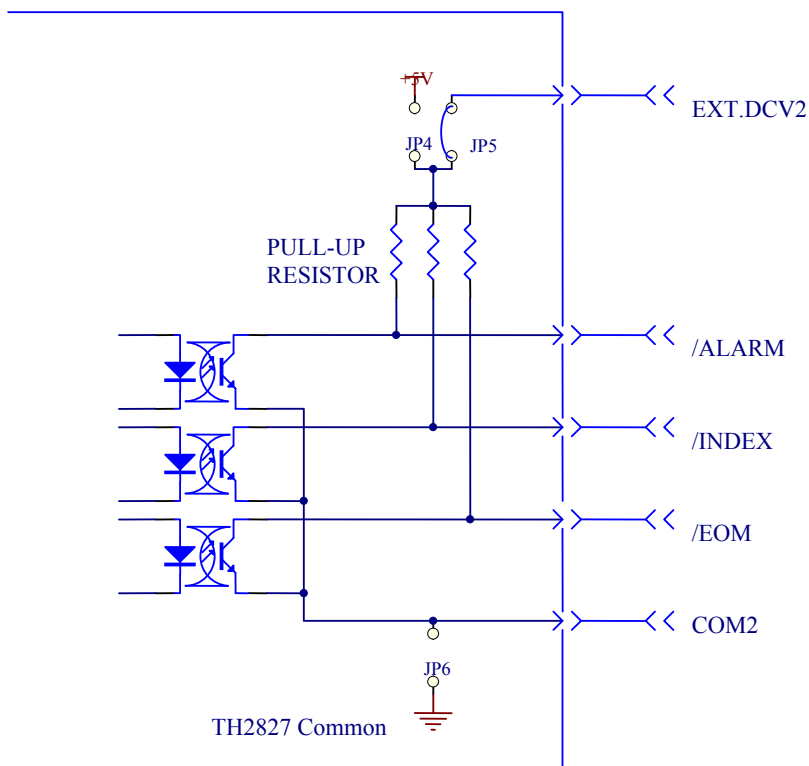 +5V
EXT.DCV2
JP4
JP5
PULL-UP
RESISTOR
/ALARM
/INDEX
/EOM
COM2
JP6
TH2827 Common